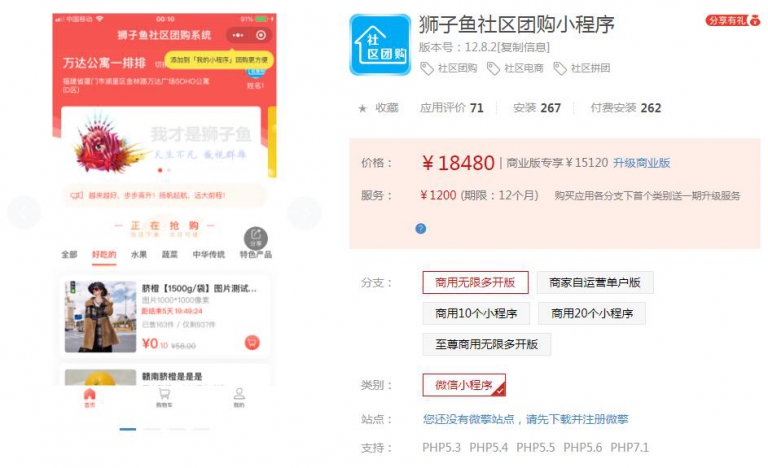 中国移动
00:10
91%
狮子鱼社区团购系统
添加到「我的小程序」团购更方便
万达公寓一排排
福建省厦门市湖里区金林路万达广场SOHO公寓
(D区)
姓名1
我才是狮子鱼
人生不凡 傲视群雄
越来越好，步步高升！扬帆起航，远大前程！
正在抢购
分享
全部 好吃的 水果 蔬菜 中华传统 特色产品
脐橙【1500g/袋】图片测试...
图片1000*1000像素
距结束5天 19:49:24
已售163件 / 仅剩937件
¥0.10 ¥58.00
赣南脐橙是是是
首页 购物车 我的
社
区团购
狮子鱼社区团购小程序
分享有礼
版本号：12.8.2[复制信息]
社区团购 社区电商 社区拼团
★ 收藏 应用评价 71 安装 267 付费安装 262
价格： ￥18480 | 商业版专享￥15120 升级商业版
服务： ￥1200 (期限：12个月) 购买应用各分支下首个类别送一期升级服务
?
分支： 商用无限多开版 商家自运营单户版
商用10个小程序 商用20个小程序
至尊商用无限多开版
类别： 微信小程序
站点： 您还没有微擎站点，请先下载并注册微擎
支持： PHP5.3 PHP5.4 PHP5.5 PHP5.6 PHP7.1